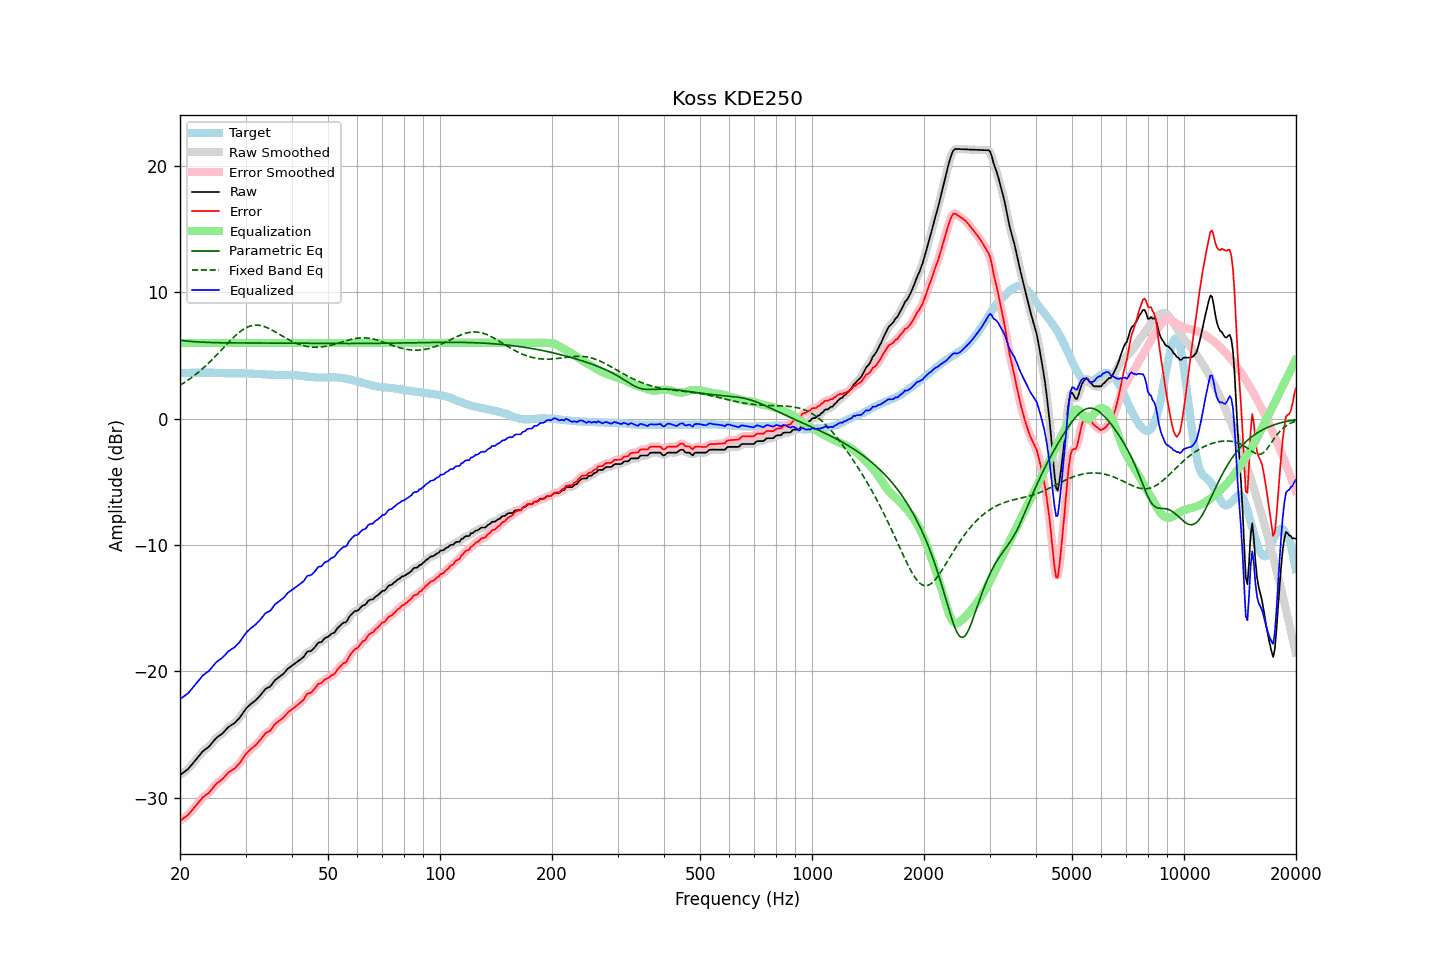 Koss KDE250
Target
Raw Smoothed
Error Smoothed
Raw
Error
Equalization
Parametric Eq
Fixed Band Eq
Equalized
Amplitude (dBr)
20
10
0
−10
−20
−30
20 50 100 200 500 1000 2000 5000 10000 20000
Frequency (Hz)